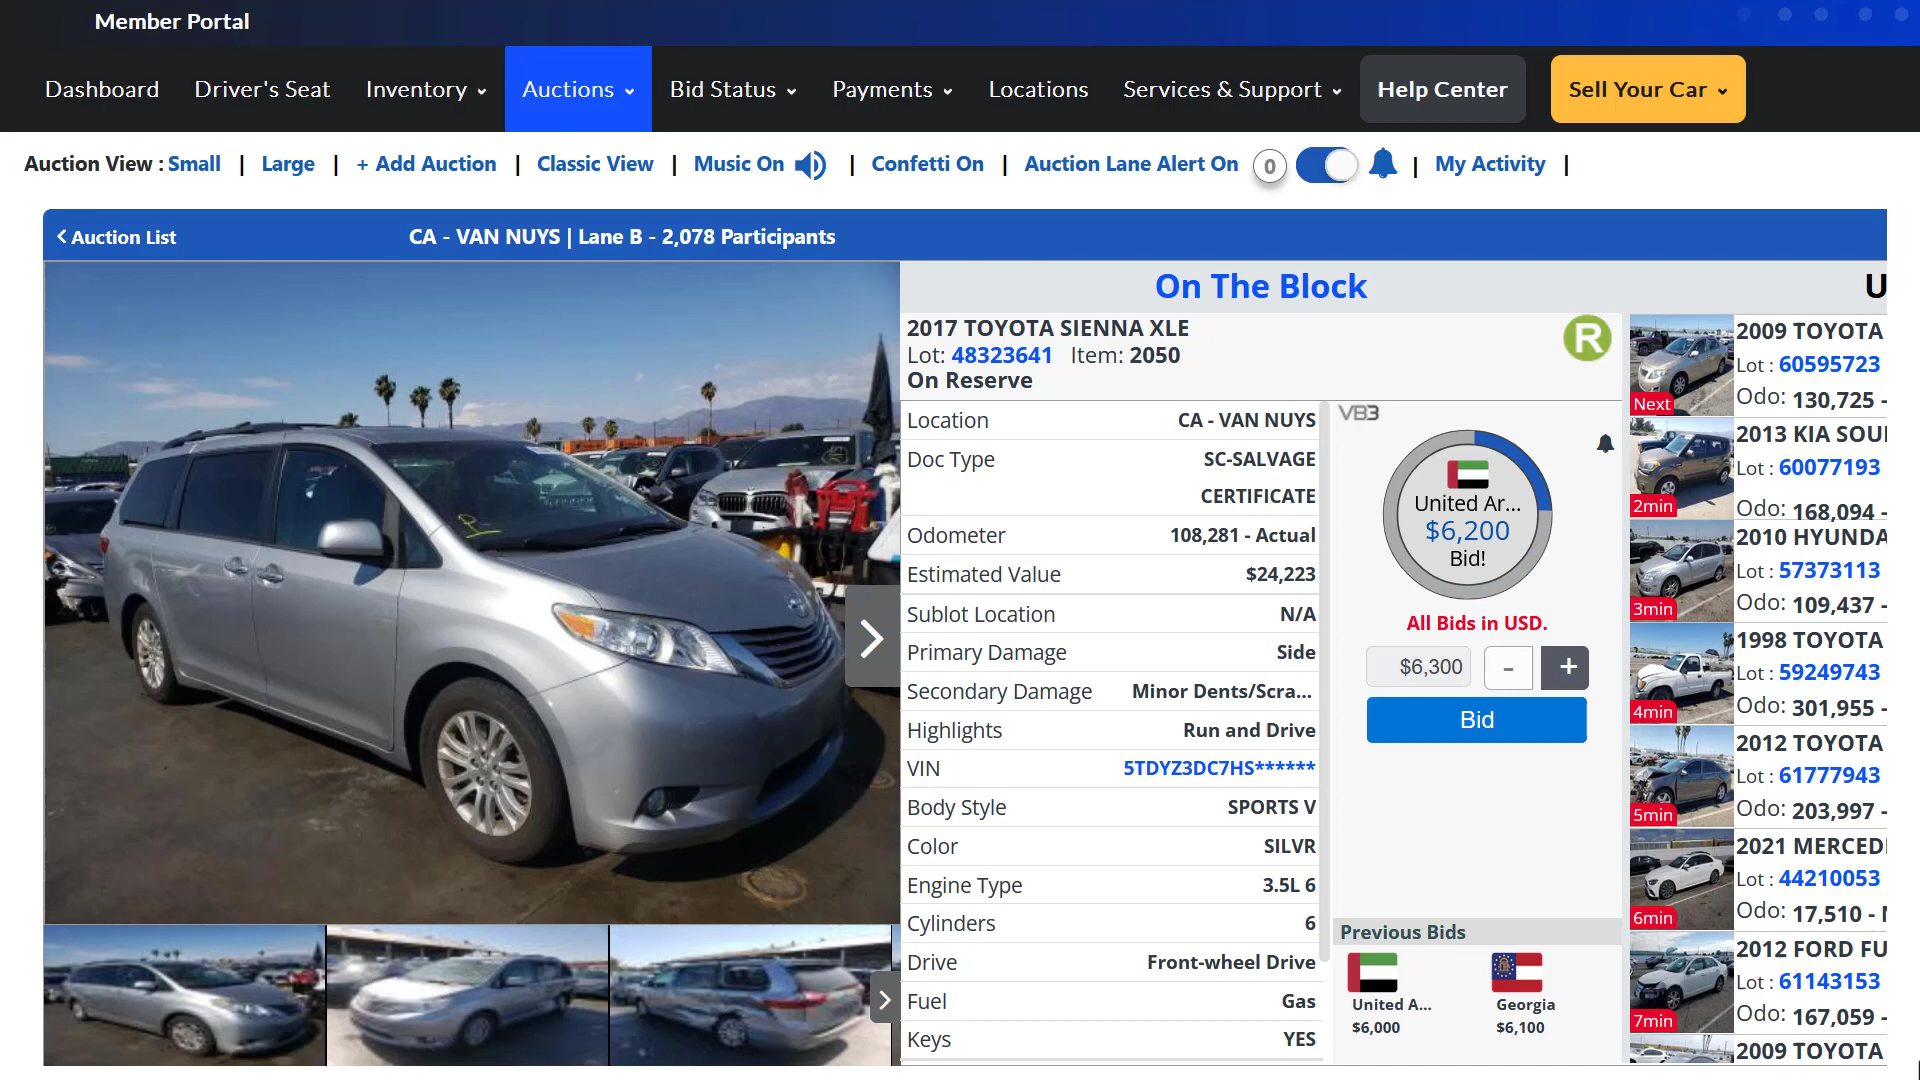 Member Portal
Dashboard Driver's Seat Inventory Auctions Bid Status Payments Locations Services & Support Help Center Sell Your Car
Auction View : Small | Large | + Add Auction | Classic View | Music On | Confetti On | Auction Lane Alert On 0 | My Activity |
Auction List
CA - VAN NUYS | Lane B - 2,078 Participants
On The Block
U
2017 TOYOTA SIENNA XLE
Lot: 48323641 Item: 2050
On Reserve
R
Location CA - VAN NUYS
Doc Type SC-SALVAGE
CERTIFICATE
Odometer 108,281 - Actual
Estimated Value $24,223
Sublot Location N/A
Primary Damage Side
Secondary Damage Minor Dents/Scra...
Highlights Run and Drive
VIN 5TDYZ3DC7HS******
Body Style SPORTS V
Color SILVR
Engine Type 3.5L 6
Cylinders 6
Drive Front-wheel Drive
Fuel Gas
Keys YES
VB3
United Ar...
$6,200
Bid!
All Bids in USD.
$6,300 - +
Bid
Previous Bids
United A...
$6,000
Georgia
$6,100
2009 TOYOTA
Lot : 60595723
Odo: 130,725 -
Next
2013 KIA SOUL
Lot : 60077193
Odo: 168,094 -
2min
2010 HYUNDA
Lot : 57373113
Odo: 109,437 -
3min
1998 TOYOTA
Lot : 59249743
Odo: 301,955 -
4min
2012 TOYOTA
Lot : 61777943
Odo: 203,997 -
5min
2021 MERCED
Lot : 44210053
Odo: 17,510 -
6min
2012 FORD FU
Lot : 61143153
Odo: 167,059 -
7min
2009 TOYOTA